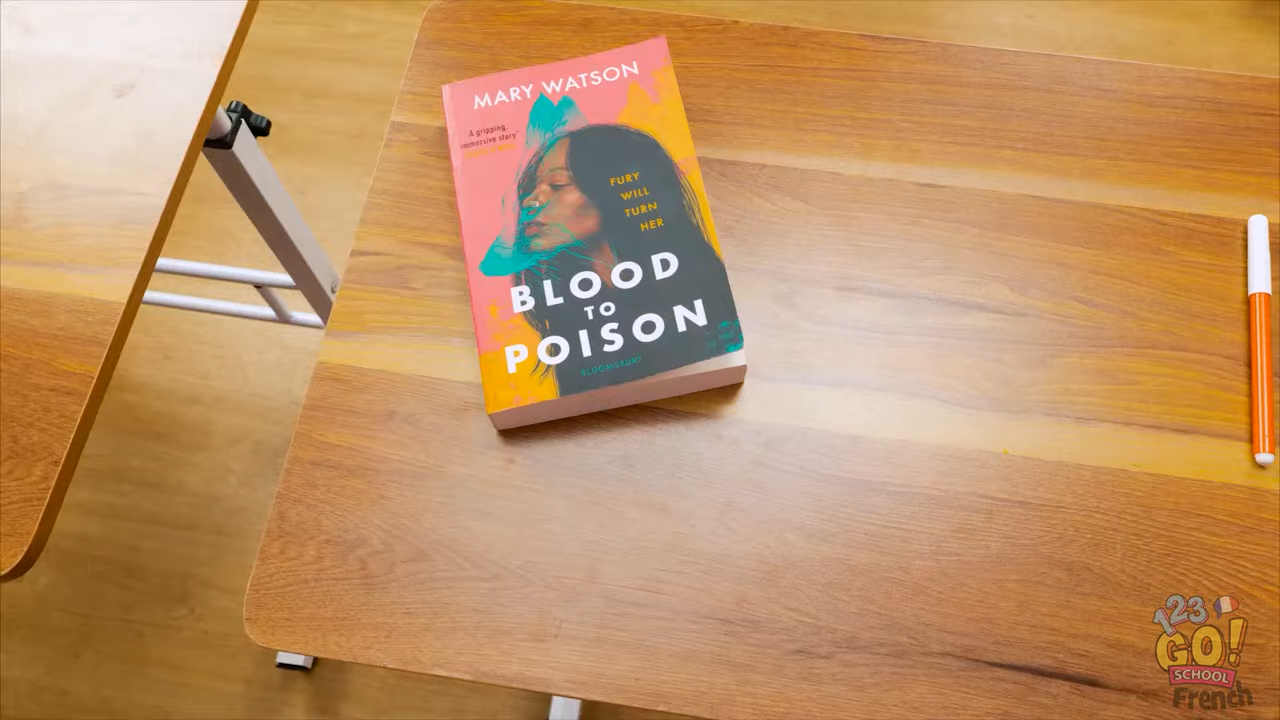 MARY WATSON
A gripping,
immersive story'
FURY
WILL
TURN
HER
BLOOD
TO
POISON
BLOOMSBURY
123
GO!
SCHOOL
French